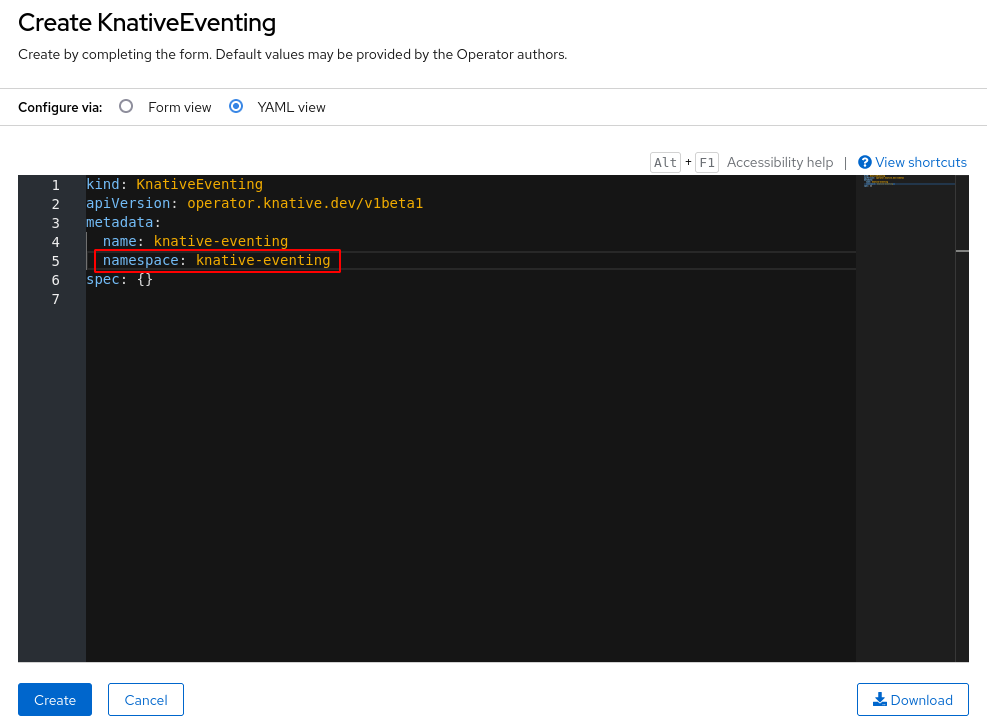 Create KnativeEventing
Create by completing the form. Default values may be provided by the Operator authors.
Configure via: Form view YAML view
Alt + F1 Accessibility help | View shortcuts
1 kind: KnativeEventing
2 apiVersion: operator.knative.dev/v1beta1
3 metadata:
4   name: knative-eventing
5   namespace: knative-eventing
6 spec: {}
7
Create Cancel Download